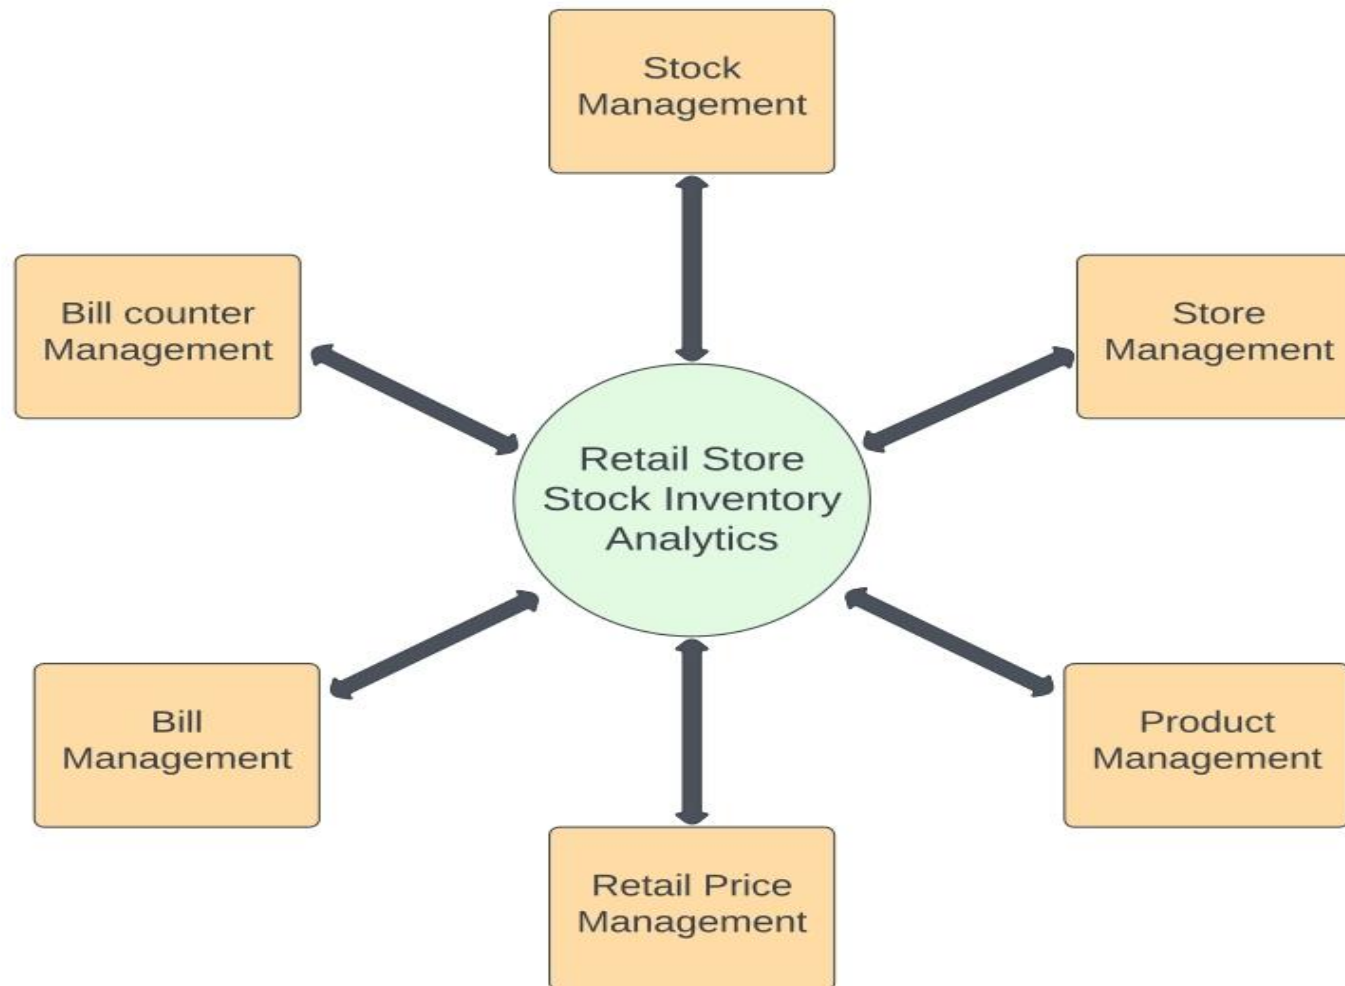 Stock
Management
Bill counter
Management
Store
Management
Retail Store
Stock Inventory
Analytics
Bill
Management
Product
Management
Retail Price
Management